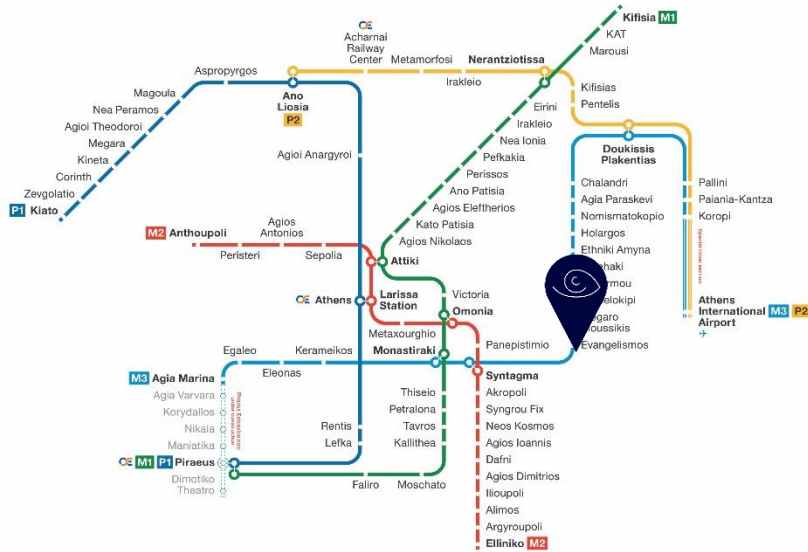 Kifisia M1
KAT
Marousi
Acharnai
Railway
Center
Metamorfosi
Nerantziotissa
Irakleio
Aspropyrgos
Magoula
Nea Peramos
Agioi Theodoroi
Megara
Kineta
Corinth
Zevgolatio
P1 Kiato
Ano
Liosia
P2
Agioi Anargyroi
Kifisias
Pentelis
Eirini
Irakleio
Nea Ionia
Pefkakia
Perissos
Ano Patisia
Agios Eleftherios
Kato Patisia
Agios Nikolaos
Doukissis
Plakentias
Chalandri
Agia Paraskevi
Nomismatokopio
Holargos
Ethniki Amyna
Evangelismos
Pallini
Paiania-Kantza
Koropi
Athens
International M3 P2
Airport
M2 Anthoupoli
Peristeri
Agios
Antonios
Sepolia
Attiki
Athens
Larissa
Station
Victoria
Omonia
Metaxourghio
Monastiraki
Panepistimio
Syntagma
Egaleo
Eleonas
Kerameikos
M3 Agia Marina
Agia Varvara
Korydallos
Nikaia
Maniatika
M1 P1 Piraeus
Dimotiko
Theatro
Thiseio
Petralona
Tavros
Kallithea
Rentis
Lefka
Faliro
Moschato
Akropoli
Syngrou Fix
Neos Kosmos
Agios Ioannis
Dafni
Agios Dimitrios
Ilioupoli
Alimos
Argyroupoli
Elliniko M2